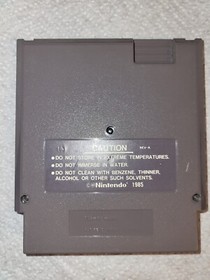 CAUTION REV-A
• DO NOT STORE IN EXTREME TEMPERATURES.
• DO NOT IMMERSE IN WATER.
• DO NOT CLEAN WITH BENZENE, THINNER,
ALCOHOL OR OTHER SUCH SOLVENTS.
©Nintendo® 1985